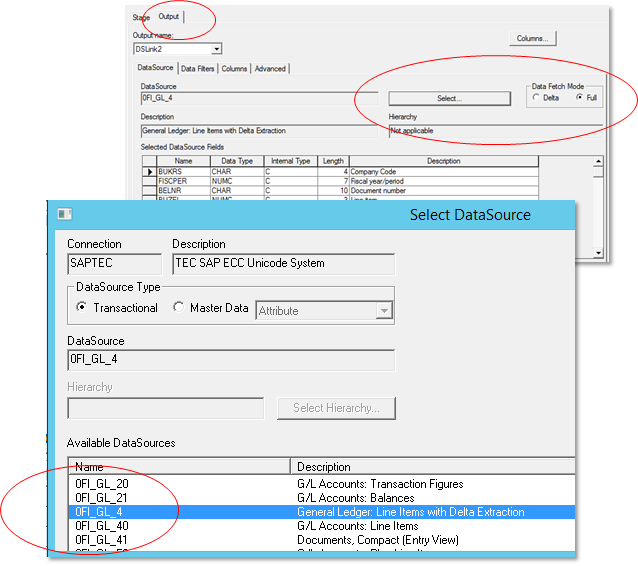 Stage Output
Output name:
DSLink2
Columns...
DataSource Data Filters Columns Advanced
DataSource
0FI_GL_4
Select...
Data Fetch Mode
Delta Full
Description Hierarchy
General Ledger: Line Items with Delta Extraction Not applicable
Selected DataSource Fields
Name Data Type Internal Type Length Description
BUKRS CHAR C 4 Company Code
FISCPER NUMC C 7 Fiscal year/period
BELNR CHAR C 10 Document number
BUZEI NUMC C 3 Line item
Select DataSource
Connection Description
SAPTEC TEC SAP ECC Unicode System
DataSource Type
Transactional Master Data Attribute
DataSource
0FI_GL_4
Hierarchy
Select Hierarchy...
Available DataSources
Name Description
0FI_GL_20 G/L Accounts: Transaction Figures
0FI_GL_21 G/L Accounts: Balances
0FI_GL_4 General Ledger: Line Items with Delta Extraction
0FI_GL_40 G/L Accounts: Line Items
0FI_GL_41 Documents, Compact (Entry View)